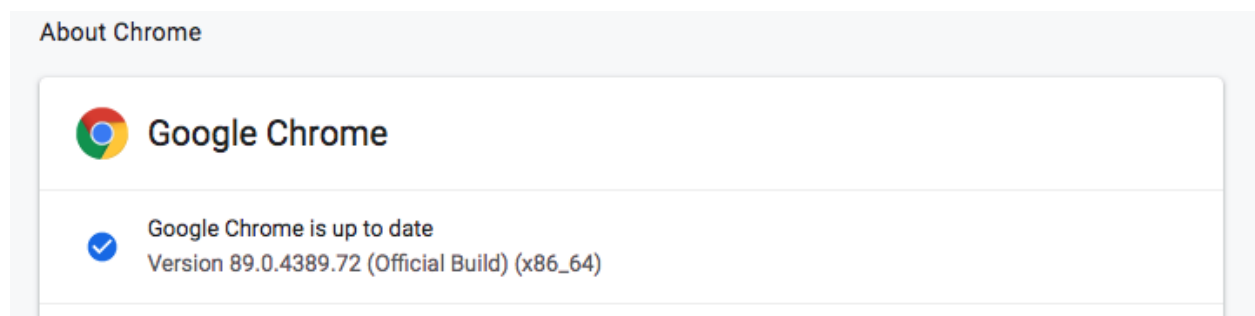 About Chrome
Google Chrome
Google Chrome is up to date
Version 89.0.4389.72 (Official Build) (x86_64)